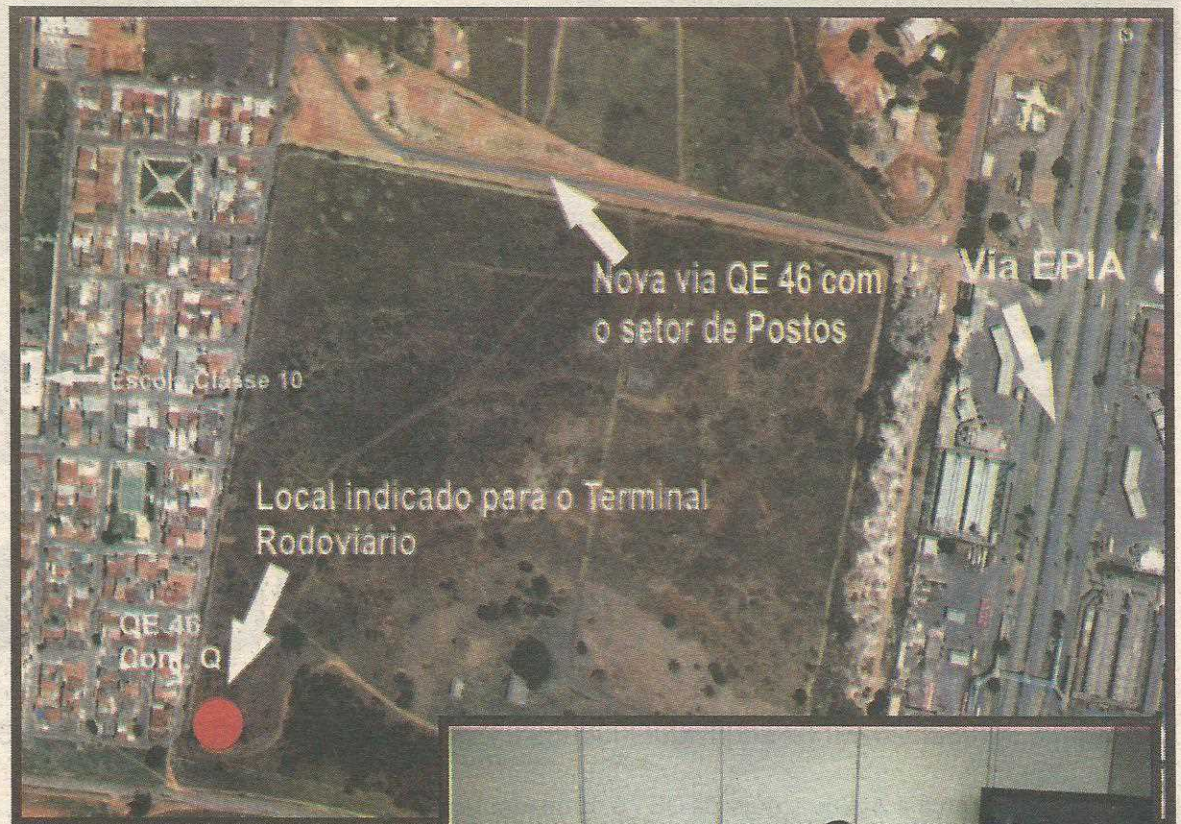 Nova via QE 46 com
o setor de Postos
Via EPIA
Escola Classe 10
Local indicado para o Terminal
Rodoviário
QE 46
Conj. Q